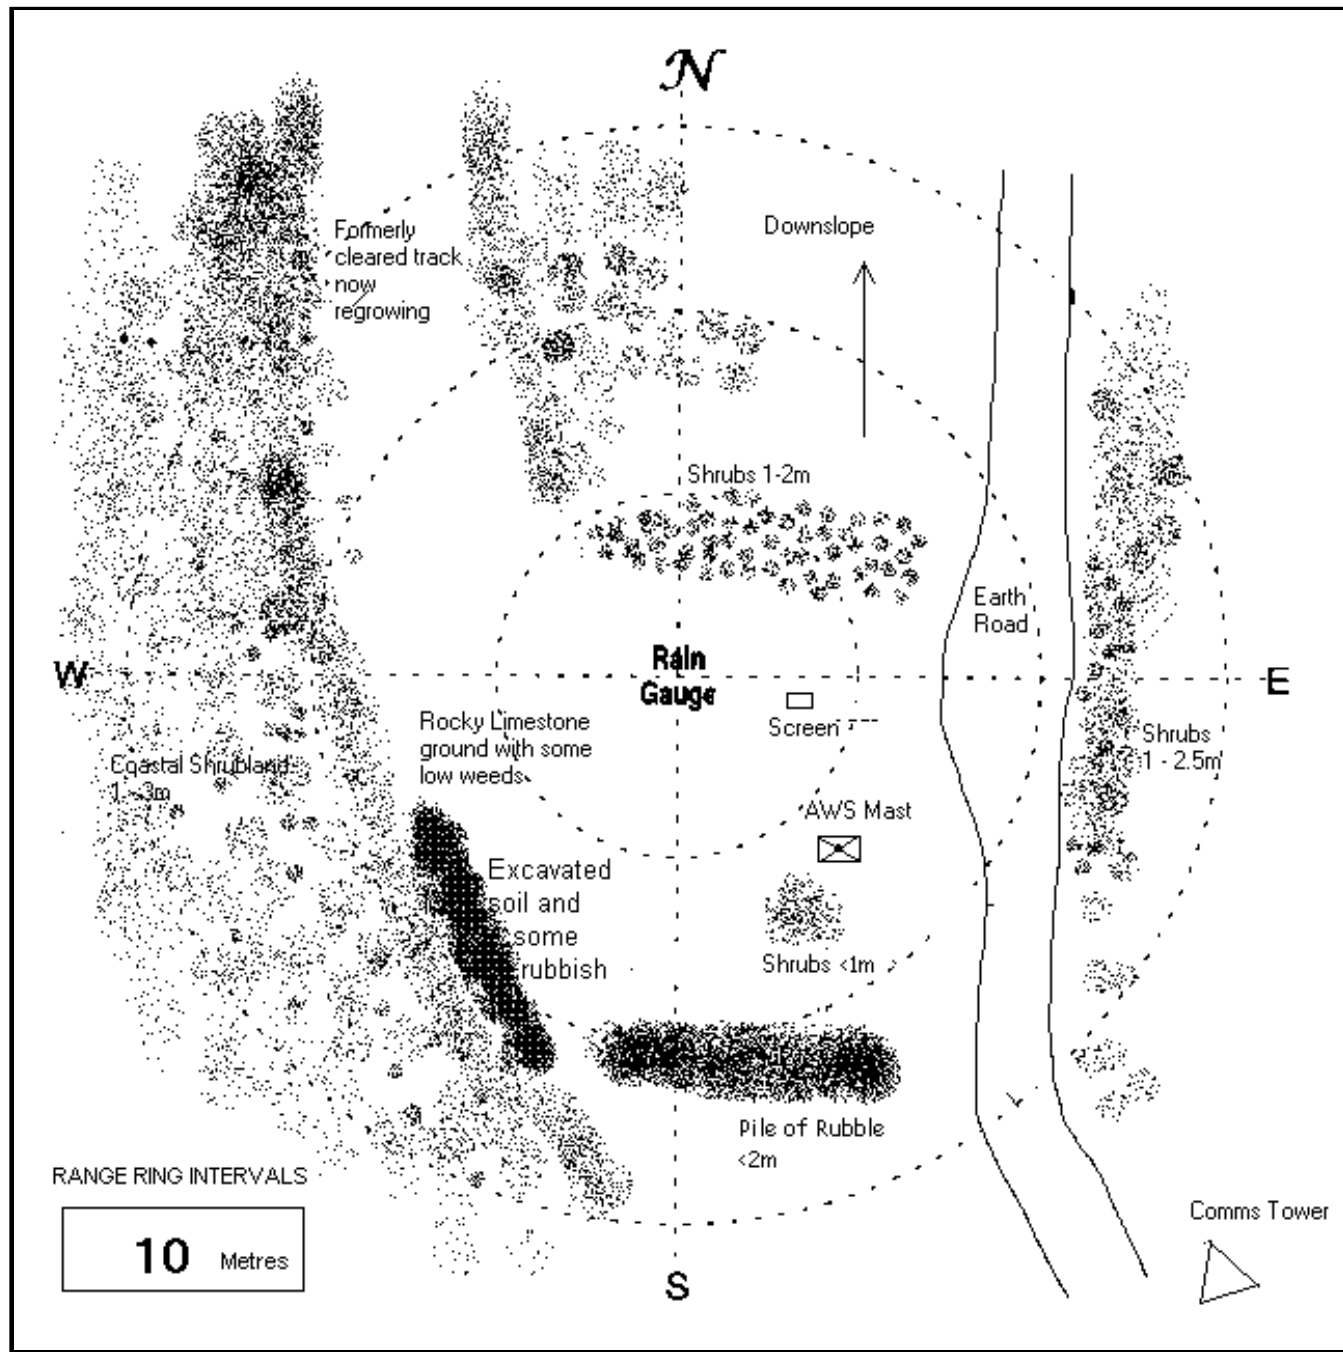 N
Formerly
cleared track
now
regrowing
Downslope
Shrubs 1-2m
Earth
Road
W
Rain
Gauge
E
Screen
Rocky Limestone
ground with some
low weeds
Shrubs
1 - 2.5m
Coastal Shrubland
1 - 3m
AWS Mast
Excavated
soil and
some
rubbish
Shrubs <1m
Pile of Rubble
<2m
RANGE RING INTERVALS
10 Metres
Comms Tower
S